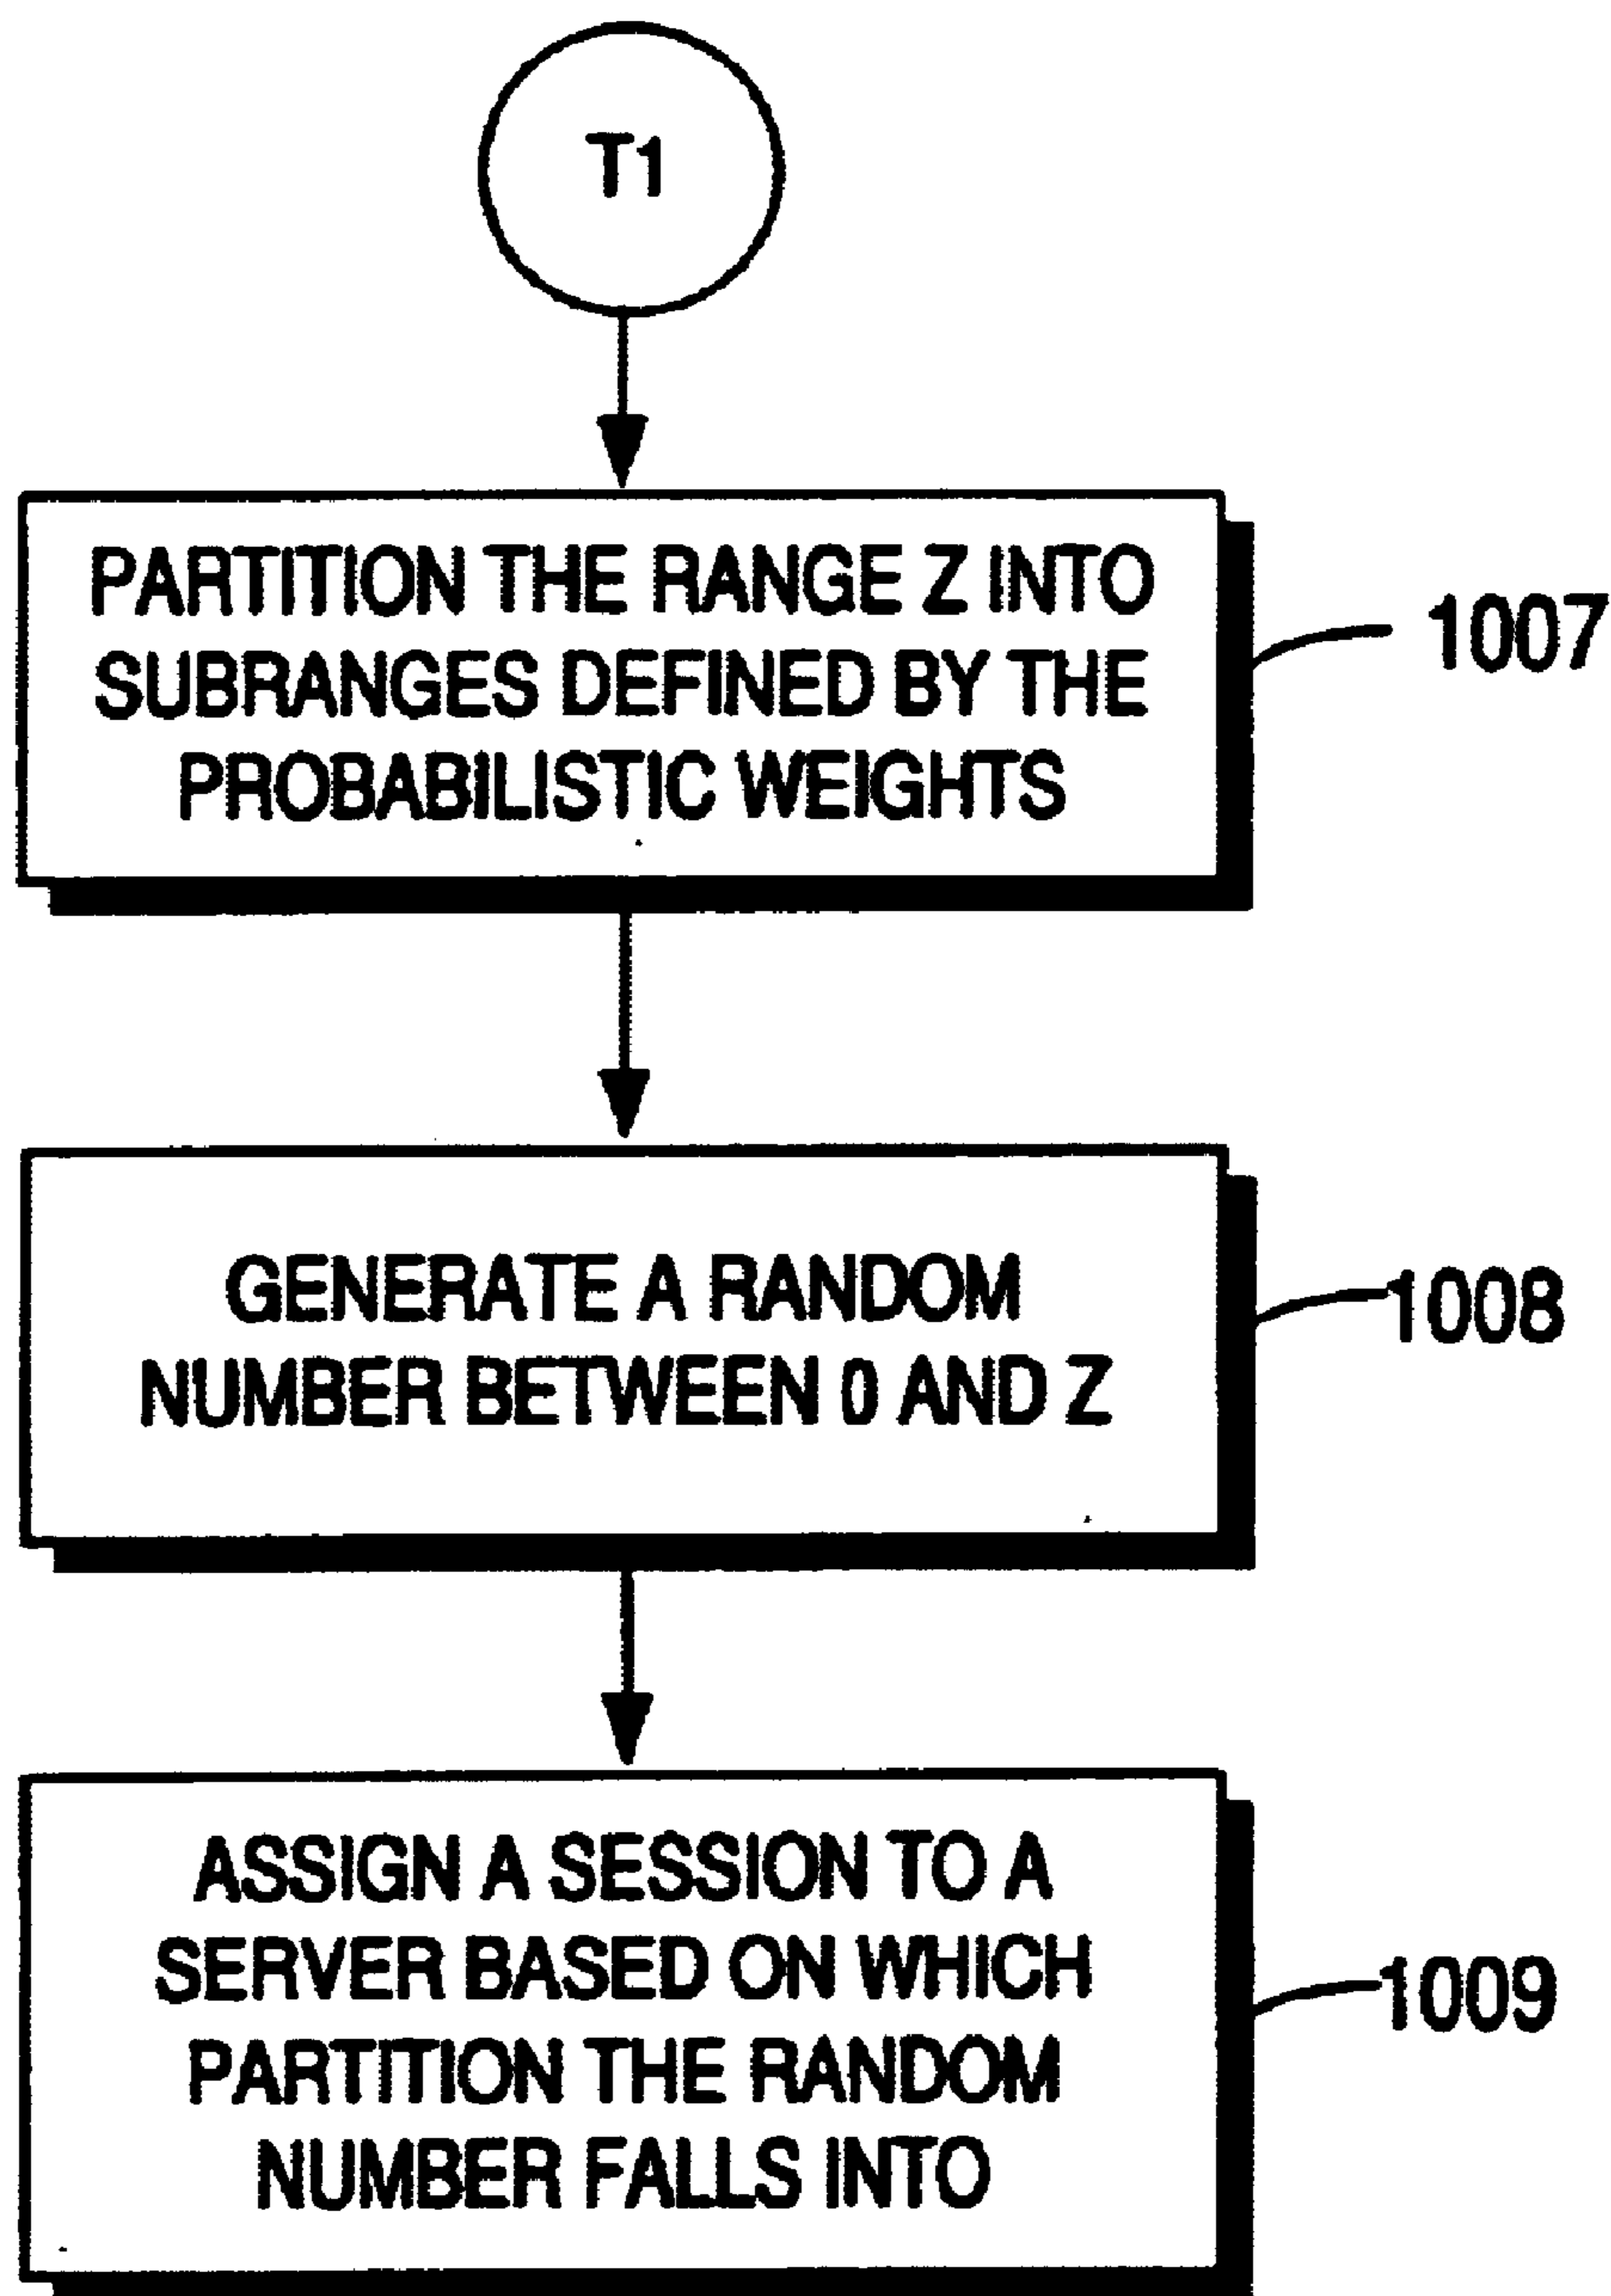 T1
PARTITION THE RANGE Z INTO
SUBRANGES DEFINED BY THE
PROBABILISTIC WEIGHTS
1007
GENERATE A RANDOM
NUMBER BETWEEN 0 AND Z
1008
ASSIGN A SESSION TO A
SERVER BASED ON WHICH
PARTITION THE RANDOM
NUMBER FALLS INTO
1009